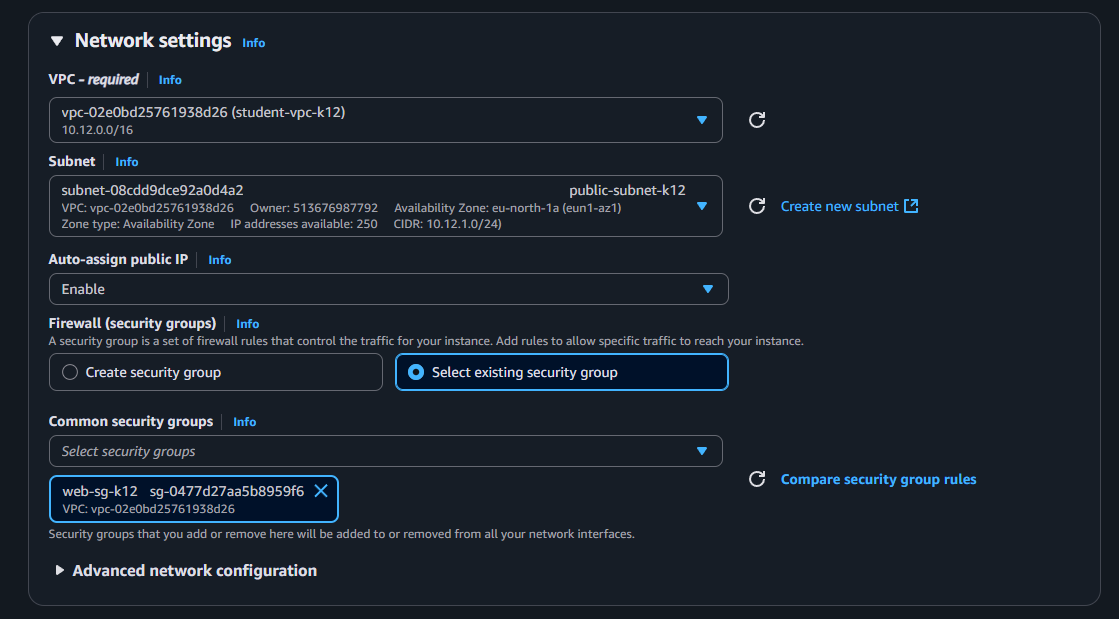 Network settings Info
VPC - required Info
vpc-02e0bd25761938d26 (student-vpc-k12)
10.12.0.0/16
Subnet Info
subnet-08cdd9dce92a0d4a2 public-subnet-k12
VPC: vpc-02e0bd25761938d26 Owner: 513676987792 Availability Zone: eu-north-1a (eun1-az1)
Zone type: Availability Zone IP addresses available: 250 CIDR: 10.12.1.0/24)
Create new subnet
Auto-assign public IP Info
Enable
Firewall (security groups) Info
A security group is a set of firewall rules that control the traffic for your instance. Add rules to allow specific traffic to reach your instance.
Create security group
Select existing security group
Common security groups Info
Select security groups
web-sg-k12 sg-0477d27aa5b8959f6
VPC: vpc-02e0bd25761938d26
Compare security group rules
Security groups that you add or remove here will be added to or removed from all your network interfaces.
Advanced network configuration